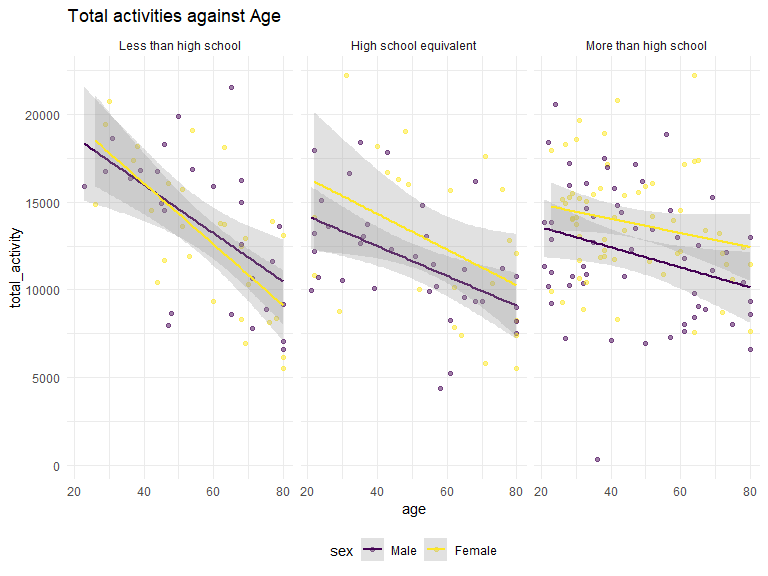 Total activities against Age
Less than high school
High school equivalent
More than high school
20000
15000
10000
5000
0
total_activity
20 40 60 80 20 40 60 80 20 40 60 80
age
sex Male Female